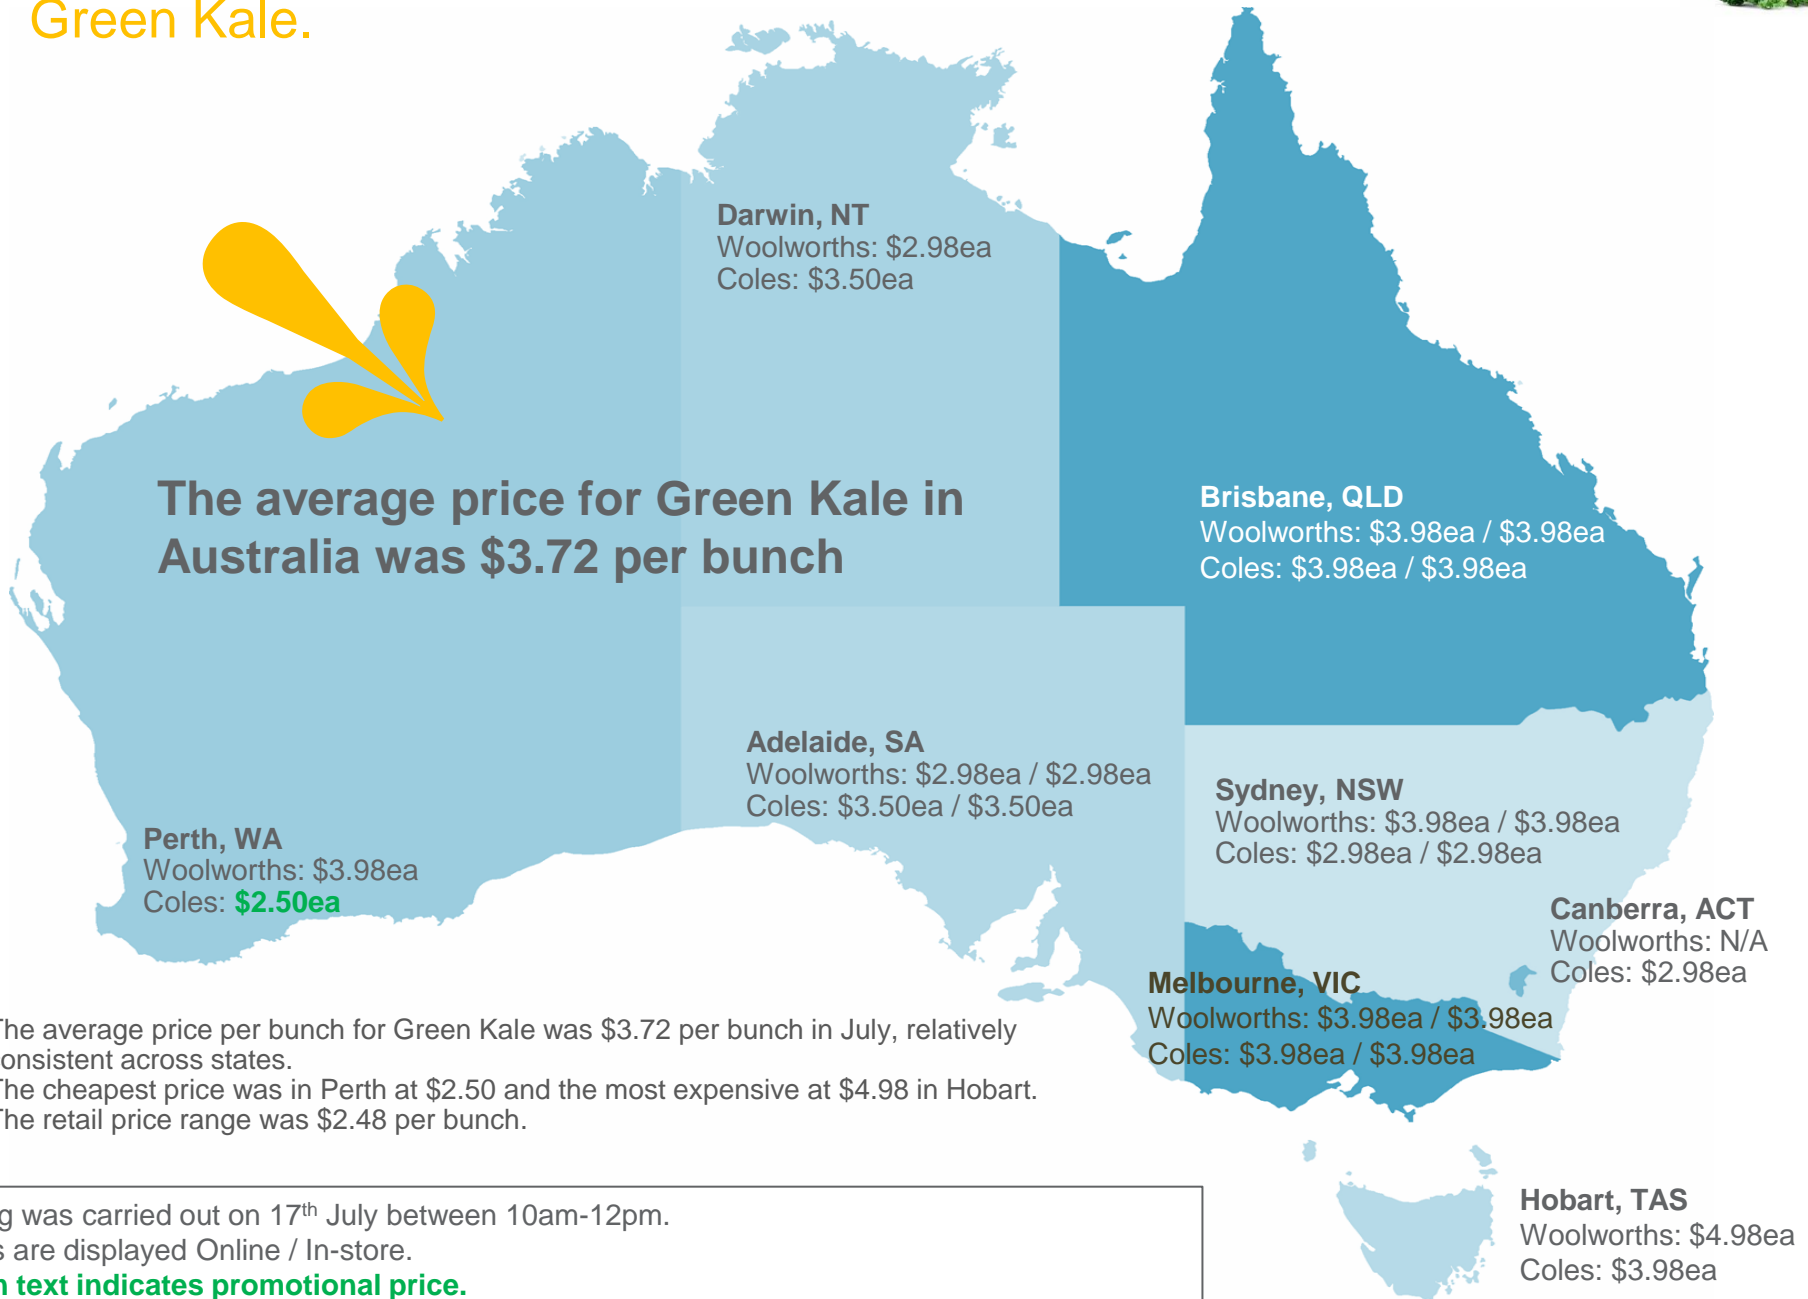 Green Kale.
Darwin, NT
Woolworths: $2.98ea
Coles: $3.50ea
The average price for Green Kale in
Australia was $3.72 per bunch
Brisbane, QLD
Woolworths: $3.98ea / $3.98ea
Coles: $3.98ea / $3.98ea
Adelaide, SA
Woolworths: $2.98ea / $2.98ea
Coles: $3.50ea / $3.50ea
Sydney, NSW
Woolworths: $3.98ea / $3.98ea
Coles: $2.98ea / $2.98ea
Perth, WA
Woolworths: $3.98ea
Coles: $2.50ea
Canberra, ACT
Woolworths: N/A
Coles: $2.98ea
Melbourne, VIC
Woolworths: $3.98ea / $3.98ea
Coles: $3.98ea / $3.98ea
The average price per bunch for Green Kale was $3.72 per bunch in July, relatively
onsistent across states.
The cheapest price was in Perth at $2.50 and the most expensive at $4.98 in Hobart.
The retail price range was $2.48 per bunch.
g was carried out on 17th July between 10am-12pm.
s are displayed Online / In-store.
n text indicates promotional price.
Hobart, TAS
Woolworths: $4.98ea
Coles: $3.98ea